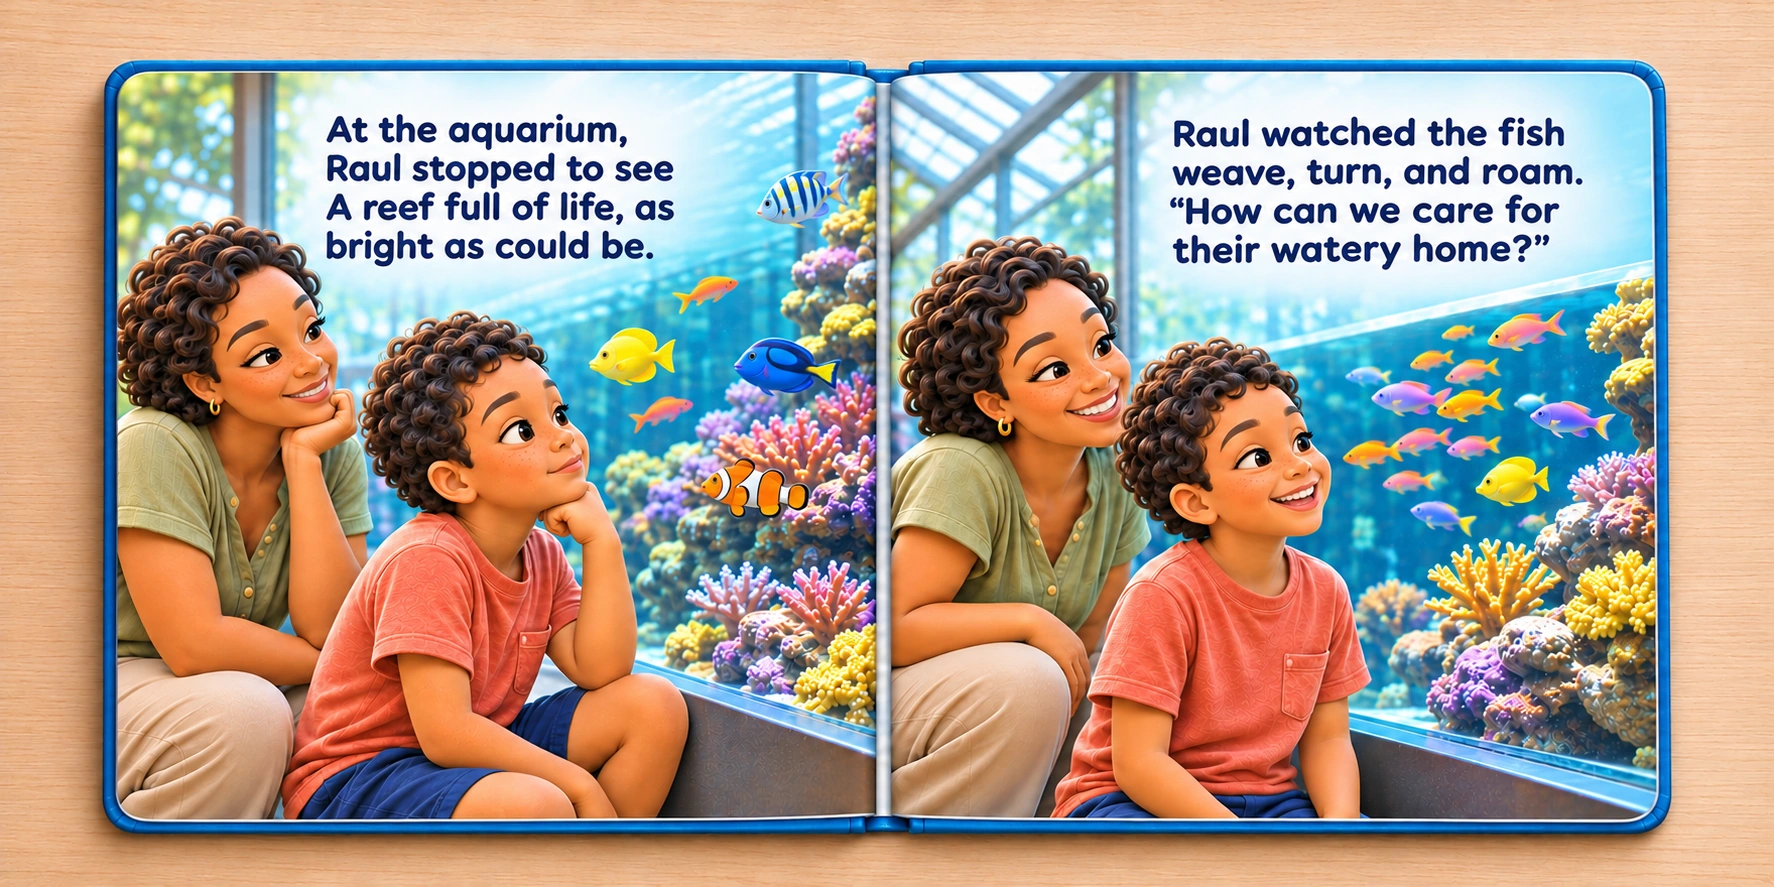 At the aquarium,
Raul stopped to see
A reef full of life, as
bright as could be.
Raul watched the fish
weave, turn, and roam.
“How can we care for
their watery home?”